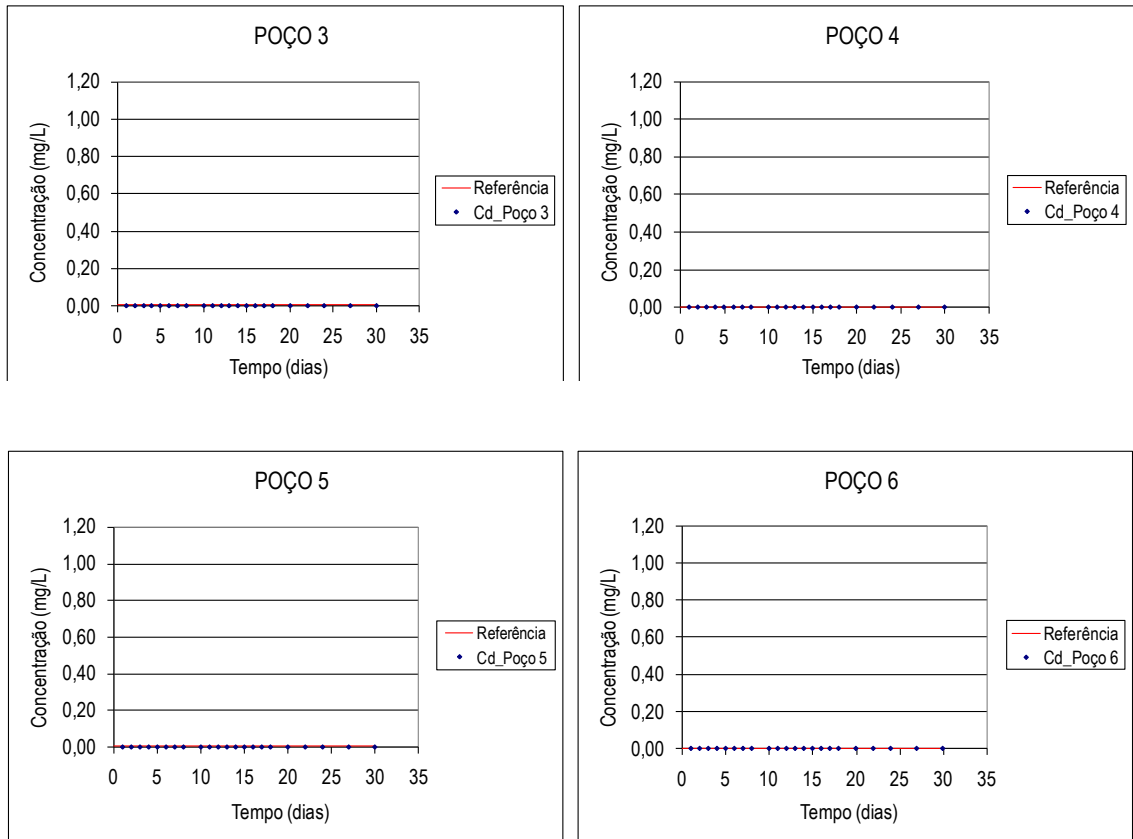 POÇO 3
1,20
1,00
0,80
0,60
0,40
0,20
0,00
Concentração (mg/L)
0 5 10 15 20 25 30 35
Tempo (dias)
Referência
Cd_Poço 3
POÇO 4
1,20
1,00
0,80
0,60
0,40
0,20
0,00
Concentração (mg/L)
0 5 10 15 20 25 30 35
Tempo (dias)
Referência
Cd_Poço 4
POÇO 5
1,20
1,00
0,80
0,60
0,40
0,20
0,00
Concentração (mg/L)
0 5 10 15 20 25 30 35
Tempo (dias)
Referência
Cd_Poço 5
POÇO 6
1,20
1,00
0,80
0,60
0,40
0,20
0,00
Concentração (mg/L)
0 5 10 15 20 25 30 35
Tempo (dias)
Referência
Cd_Poço 6